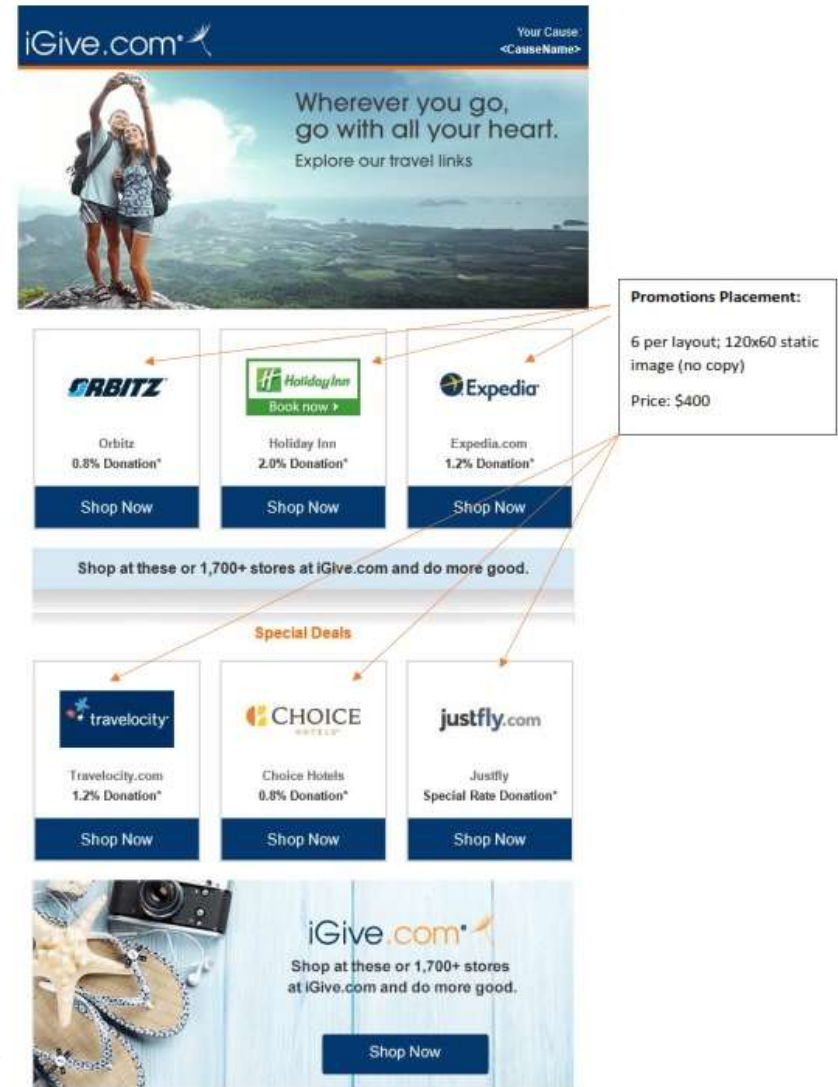 iGive.com
Your Cause:
<CauseName>
Wherever you go,
go with all your heart.
Explore our travel links
Promotions Placement:
6 per layout; 120x60 static
image (no copy)
Price: $400
ORBITZ
Holiday Inn
Book now
Expedia
Orbitz
0.8% Donation*
Holiday Inn
2.0% Donation*
Expedia.com
1.2% Donation*
Shop Now
Shop Now
Shop Now
Shop at these or 1,700+ stores at iGive.com and do more good.
Special Deals
travelocity
CHOICE
HOTELS
justfly.com
Travelocity.com
1.2% Donation*
Choice Hotels
0.8% Donation*
Justfly
Special Rate Donation*
Shop Now
Shop Now
Shop Now
iGive.com
Shop at these or 1,700+ stores
at iGive.com and do more good.
Shop Now